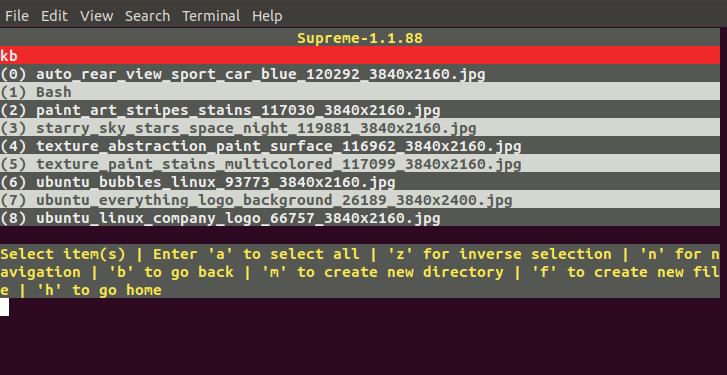 File Edit View Search Terminal Help
Supreme-1.1.88
kb
(0) auto_rear_view_sport_car_blue_120292_3840x2160.jpg
(1) Bash
(2) paint_art_stripes_stains_117030_3840x2160.jpg
(3) starry_sky_stars_space_night_119881_3840x2160.jpg
(4) texture_abstraction_paint_surface_116962_3840x2160.jpg
(5) texture_paint_stains_multicolored_117099_3840x2160.jpg
(6) ubuntu_bubbles_linux_93773_3840x2160.jpg
(7) ubuntu_everything_logo_background_26189_3840x2400.jpg
(8) ubuntu_linux_company_logo_66757_3840x2160.jpg
Select item(s) | Enter 'a' to select all | 'z' for inverse selection | 'n' for n
avigation | 'b' to go back | 'm' to create new directory | 'f' to create new fil
e | 'h' to go home